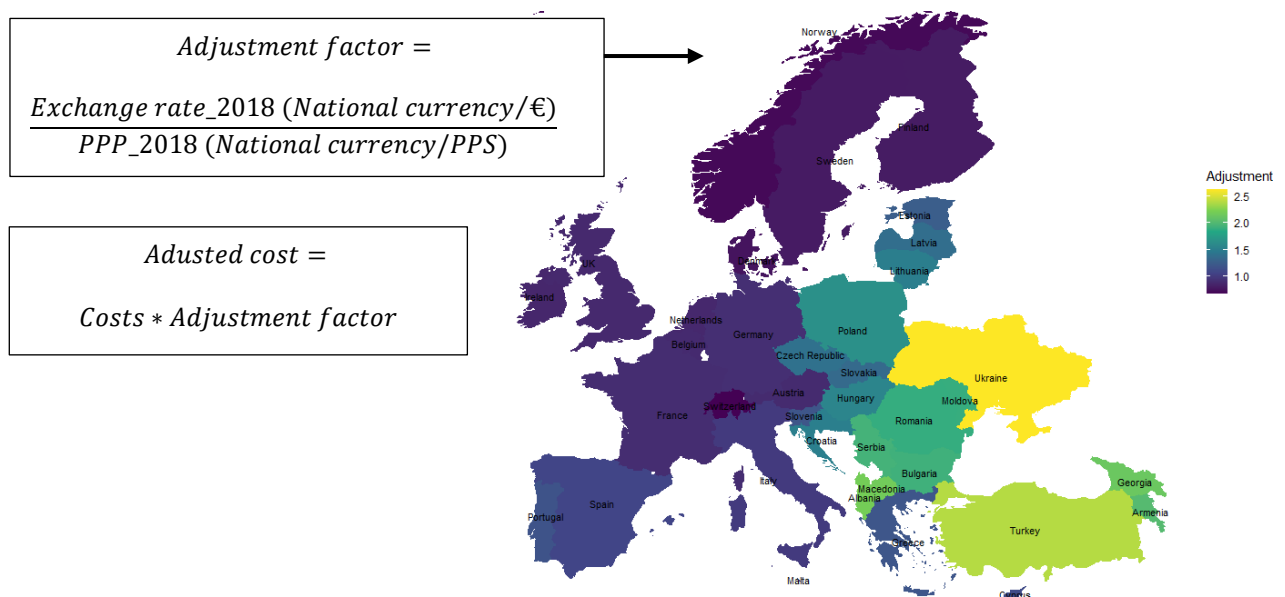 Adjustment factor =
Exchange rate_2018 (National currency/€)
PPP_2018 (National currency/PPS)
Adusted cost =
Costs * Adjustment factor
Norway
Finland
Sweden
Estonia
Latvia
Lithuania
Denmark
UK
Ireland
Netherlands
Germany
Belgium
Poland
Czech Republic
Slovakia
Ukraine
Austria
Hungary
Moldova
Switzerland
France
Slovenia
Romania
Croatia
Serbia
Bulgaria
Italy
Macedonia
Albania
Georgia
Armenia
Spain
Portugal
Turkey
Greece
Malta
Cyprus
Adjustment
2.5
2.0
1.5
1.0